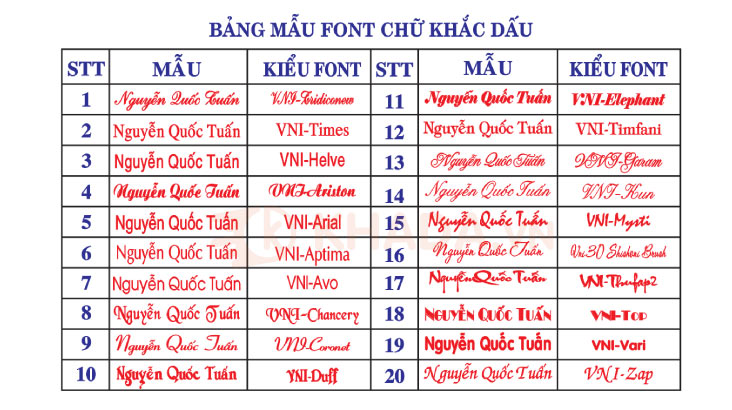 BẢNG MẪU FONT CHỮ KHẮC DẤU
STT MẪU KIỂU FONT STT MẪU KIỂU FONT
1 Nguyễn Quốc Tuấn VNI-Aridiconew 11 Nguyễn Quốc Tuấn VNI-Elephant
2 Nguyễn Quốc Tuấn VNI-Times 12 Nguyễn Quốc Tuấn VNI-Timfani
3 Nguyễn Quốc Tuấn VNI-Helve 13 Nguyễn Quốc Tuấn VNI-Garam
4 Nguyễn Quốc Tuấn VNI-Ariston 14 Nguyễn Quốc Tuấn VNI-Kun
5 Nguyễn Quốc Tuấn VNI-Arial 15 Nguyễn Quốc Tuấn VNI-Mysti
6 Nguyễn Quốc Tuấn VNI-Aptima 16 Nguyễn Quốc Tuấn Vni 30 Shishoni Brush
7 Nguyễn Quốc Tuấn VNI-Avo 17 Nguyễn Quốc Tuấn VNI-Thufap2
8 Nguyễn Quốc Tuấn VNI-Chancery 18 NGUYỄN QUỐC TUẤN VNI-Top
9 Nguyễn Quốc Tuấn VNI-Coronet 19 Nguyễn Quốc Tuấn VNI-Vari
10 Nguyễn Quốc Tuấn VNI-Duff 20 Nguyễn Quốc Tuấn VNI-Zap